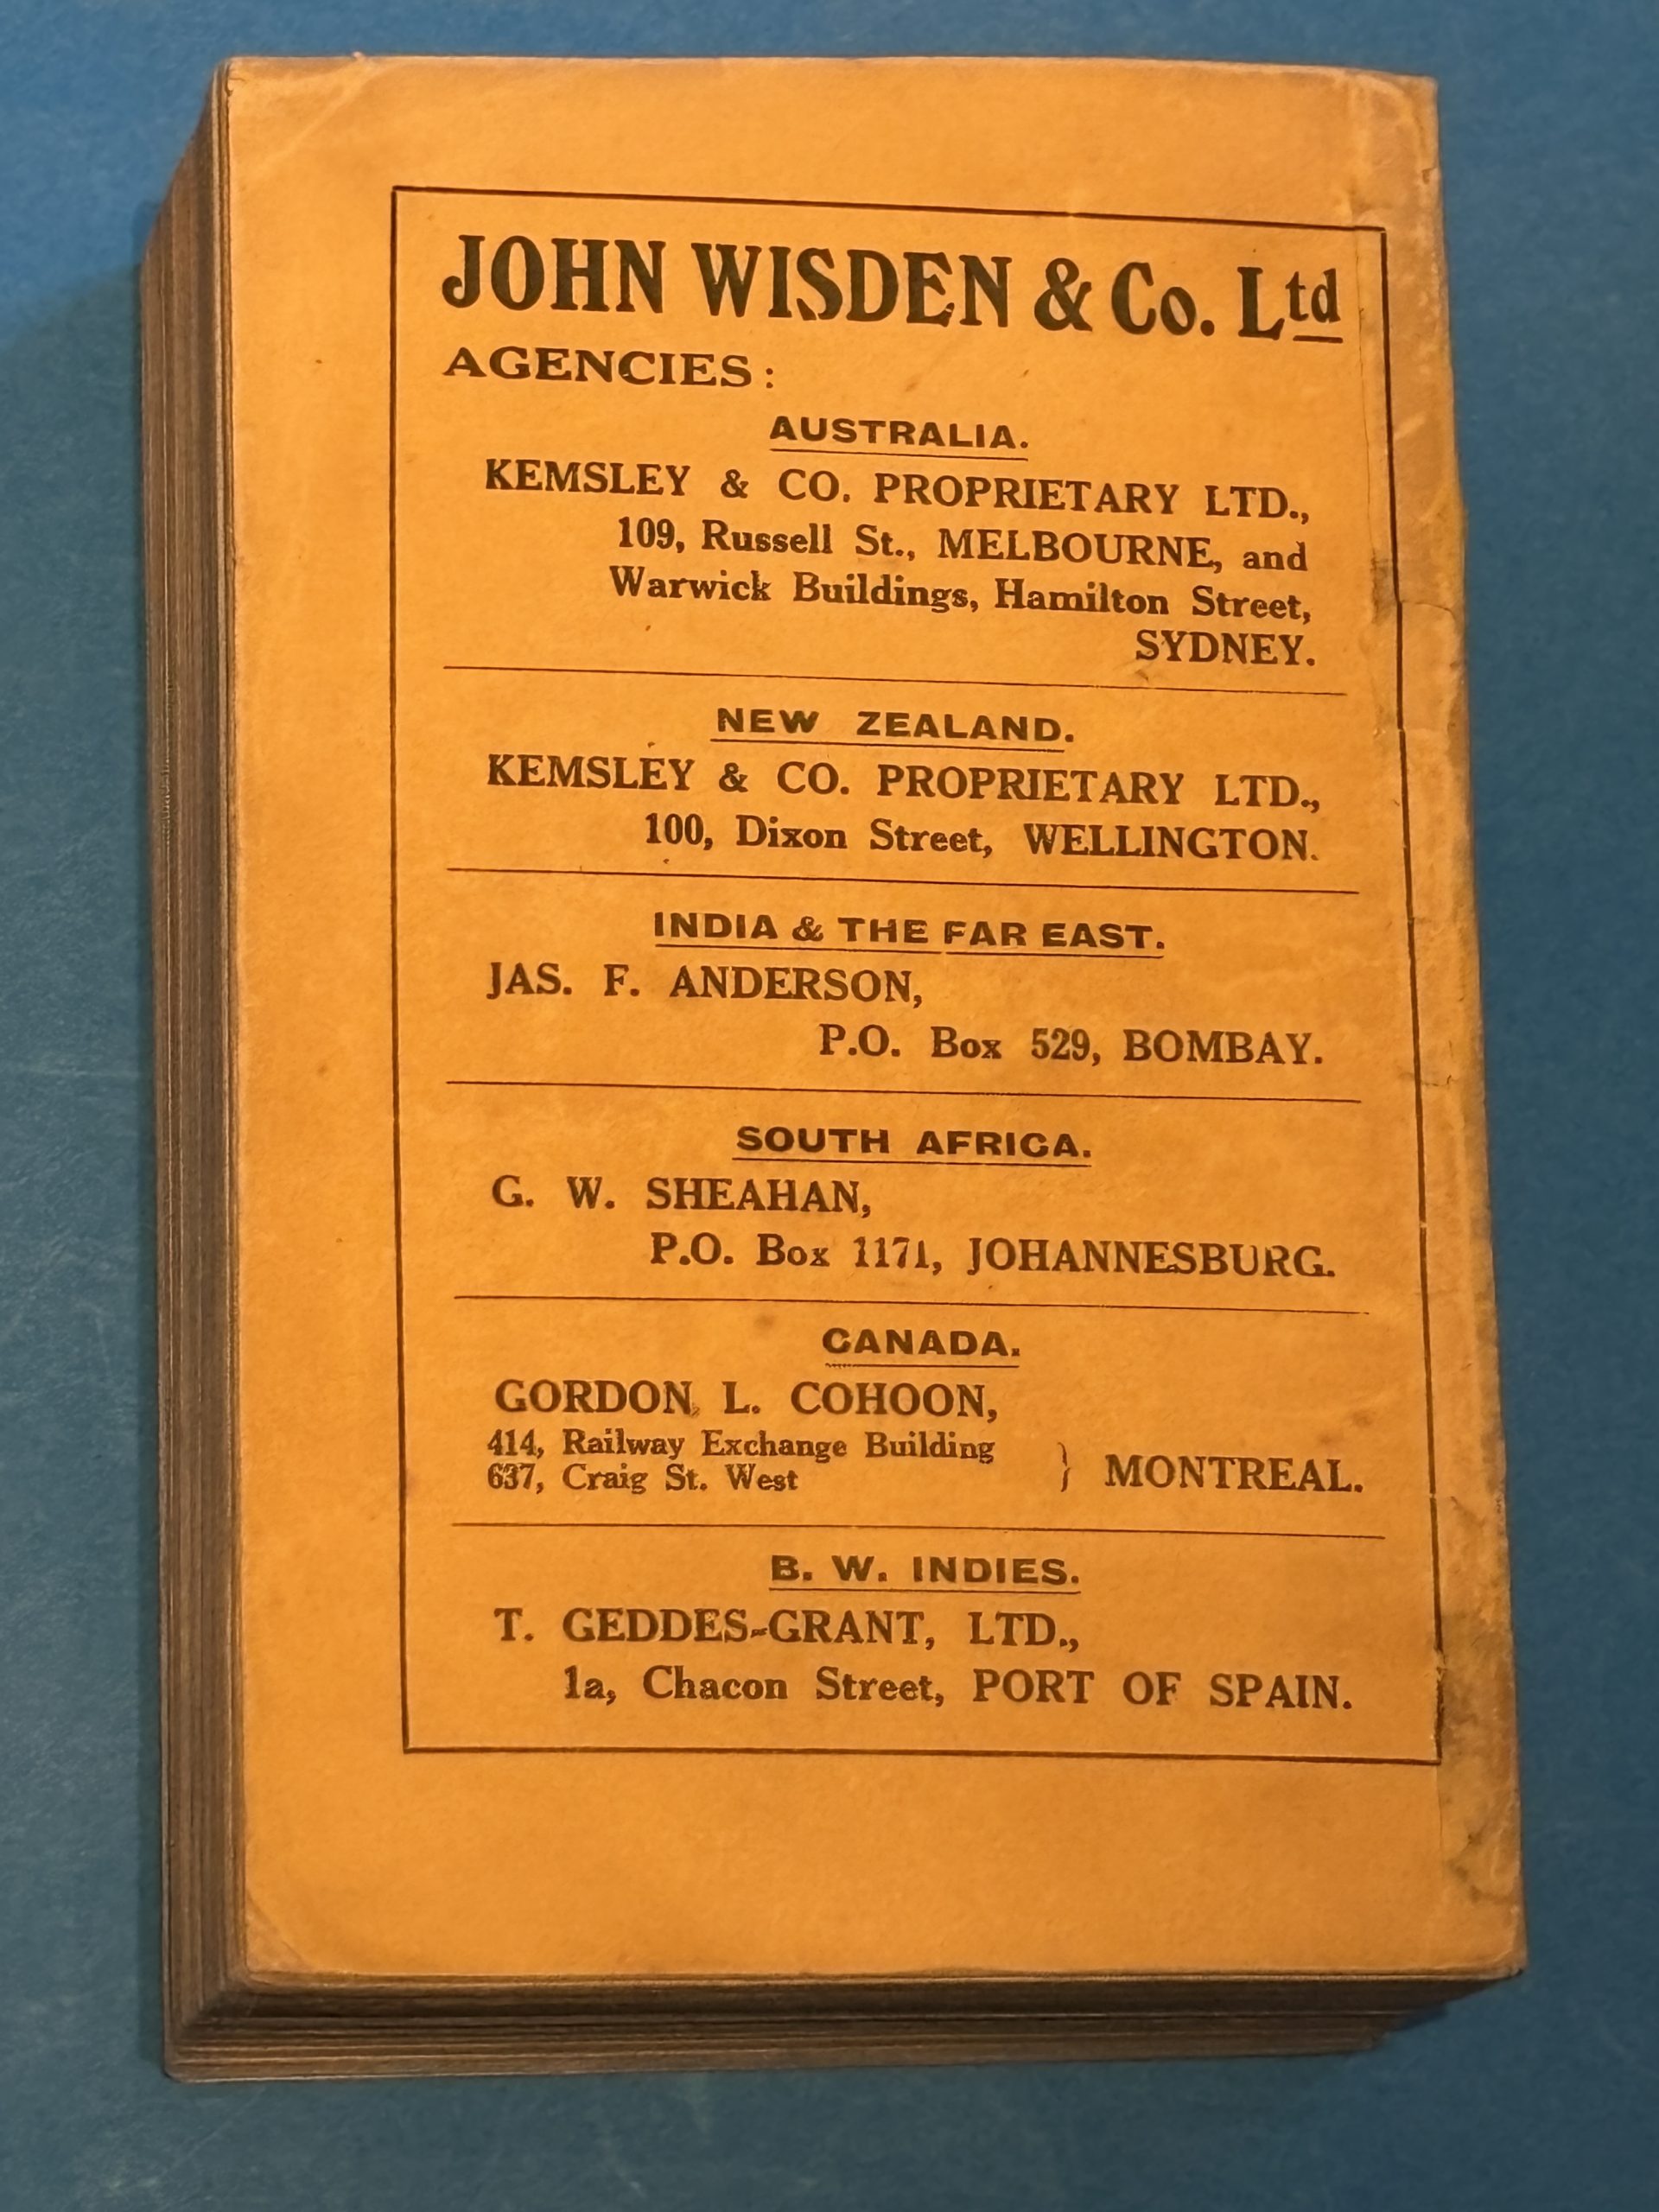 JOHN WISDEN & Co. Ltd
AGENCIES:
AUSTRALIA.
KEMSLEY & CO. PROPRIETARY LTD.,
109, Russell St., MELBOURNE, and
Warwick Buildings, Hamilton Street,
SYDNEY.
NEW ZEALAND.
KEMSLEY & CO. PROPRIETARY LTD.,
100, Dixon Street, WELLINGTON.
INDIA & THE FAR EAST.
JAS. F. ANDERSON,
P.O. Box 529, BOMBAY.
SOUTH AFRICA.
G. W. SHEAHAN,
P.O. Box 1171, JOHANNESBURG.
CANADA.
GORDON L. COHOON,
414, Railway Exchange Building
637, Craig St. West } MONTREAL.
B. W. INDIES.
T. GEDDES-GRANT, LTD.,
1a, Chacon Street, PORT OF SPAIN.